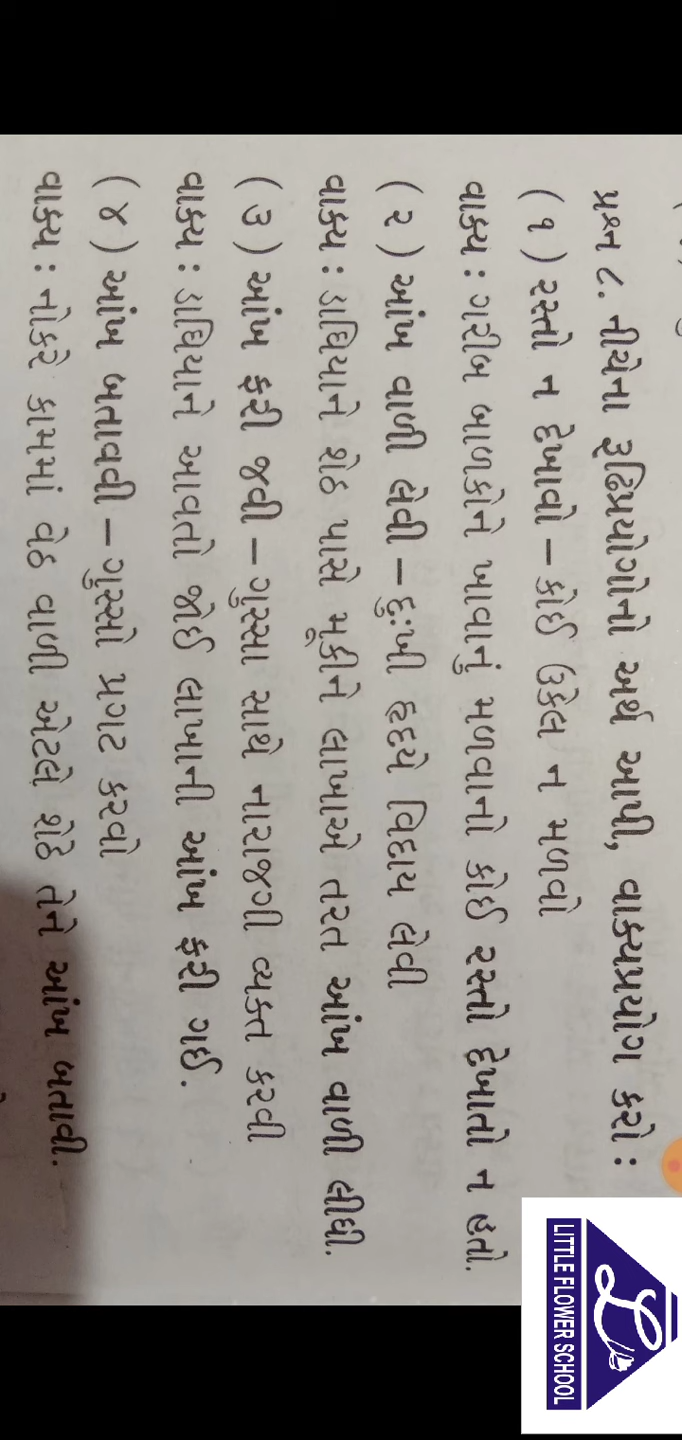 પ્રશ્ન ૮. નીચેના રૂઢિપ્રયોગોનો અર્થ આપી, વાક્યપ્રયોગ કરો :
(૧) રસ્તો ન દેખાવો – કોઈ ઉકેલ ન મળવો
વાક્ય : ગરીબ બાળકોને ખાવાનું મળવાનો કોઈ રસ્તો દેખાતો ન હતો.
(૨) આંખ વાળી લેવી – દુઃખી હૃદયે વિદાય લેવી
વાક્ય : ડાઘિયાને શેઠ પાસે મૂકીને લાખાએ તરત આંખ વાળી લીધી.
(૩) આંખ ફરી જવી – ગુસ્સા સાથે નારાજગી વ્યક્ત કરવી
વાક્ય : ડાઘિયાને આવતો જોઈ લાખાની આંખ ફરી ગઈ.
(૪) આંખ બતાવવી – ગુસ્સો પ્રગટ કરવો
વાક્ય : નોકરે કામમાં વેઠ વાળી એટલે શેઠે તેને આંખ બતાવી.
LITTLE FLOWER SCHOOL